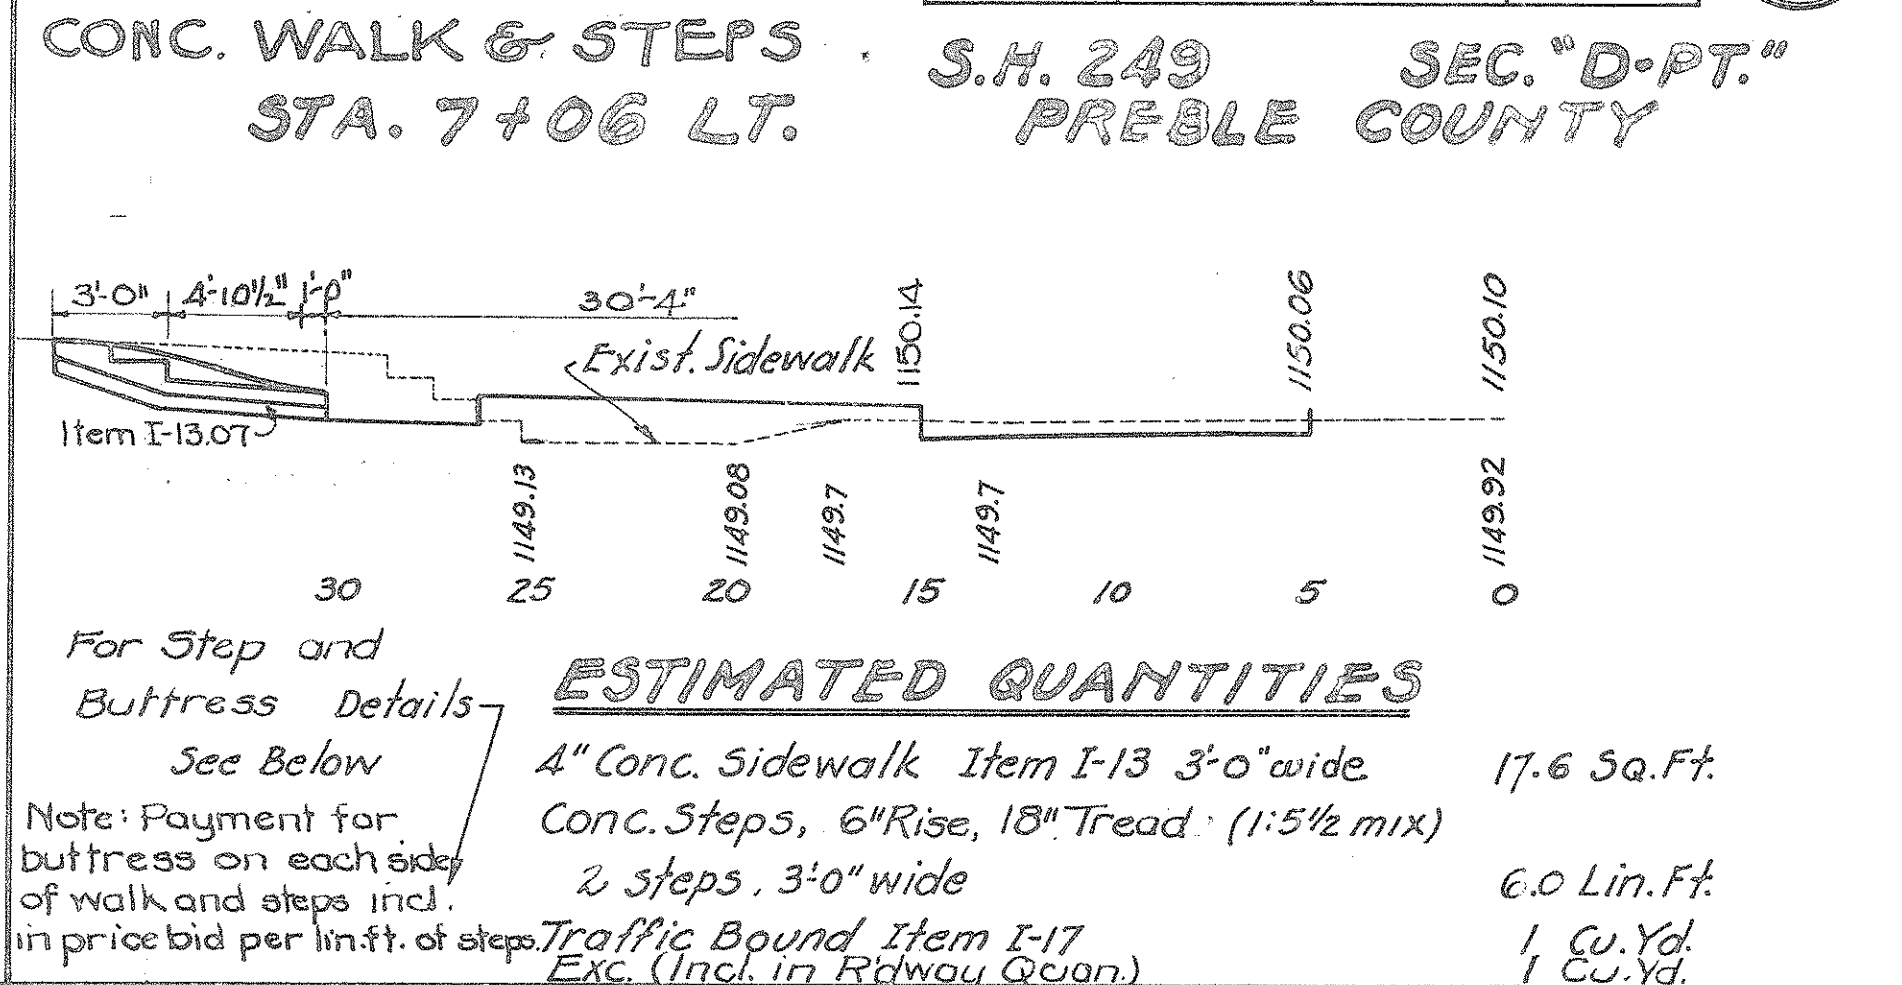 CONC. WALK & STEPS
STA. 7+06 LT.
S.H. 249 SEC. "D-PT."
PREBLE COUNTY
3'-0" 4'-10½" 1'-0" 30'-4"
1150.14
1150.06
1150.10
Exist. Sidewalk
Item I-13.07
1149.13
1149.08
1149.7
1149.7
1149.92
30 25 20 15 10 5 0
For Step and
Buttress Details
See Below
Note: Payment for
buttress on each side
of walk and steps incl.
in price bid per lin.ft. of steps.
ESTIMATED QUANTITIES
4" Conc. Sidewalk Item I-13 3'-0" wide 17.6 Sq.Ft.
Conc. Steps, 6" Rise, 18" Tread (1:5½ mix)
2 steps, 3'-0" wide 6.0 Lin. Ft.
Traffic Bound Item I-17 1 Cu. Yd.
Exc. (Incl. in R'dway Quan.) 1 Cu. Yd.